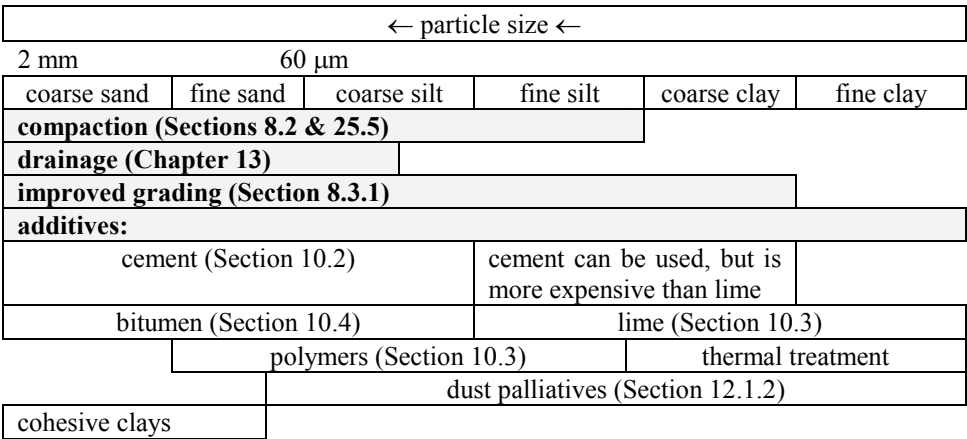 ← particle size ←
2 mm 60 μm
coarse sand fine sand coarse silt fine silt coarse clay fine clay
compaction (Sections 8.2 & 25.5)
drainage (Chapter 13)
improved grading (Section 8.3.1)
additives:
cement (Section 10.2) cement can be used, but is
more expensive than lime
bitumen (Section 10.4) lime (Section 10.3)
polymers (Section 10.3) thermal treatment
dust palliatives (Section 12.1.2)
cohesive clays